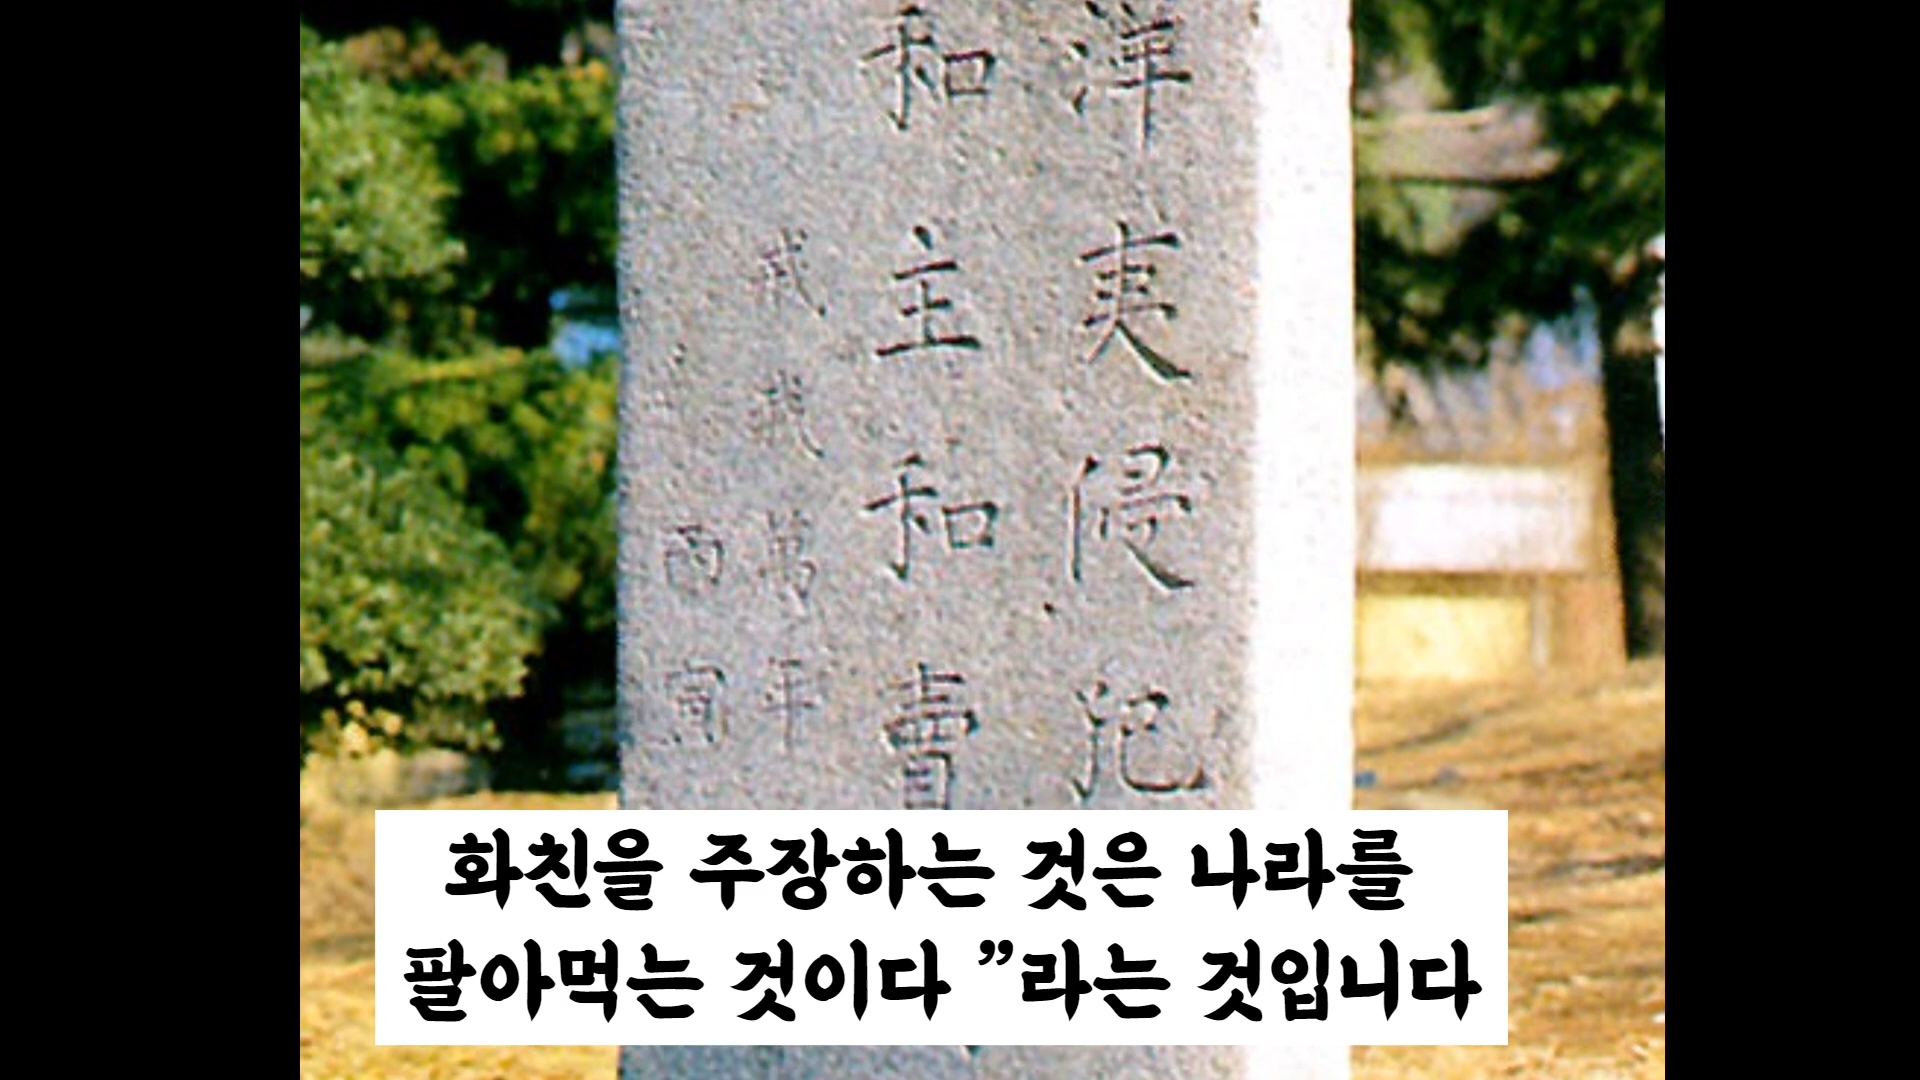 洋夷侵犯
和主和賣
戒我萬年
丙寅
화친을 주장하는 것은 나라를
팔아먹는 것이다 ”라는 것입니다